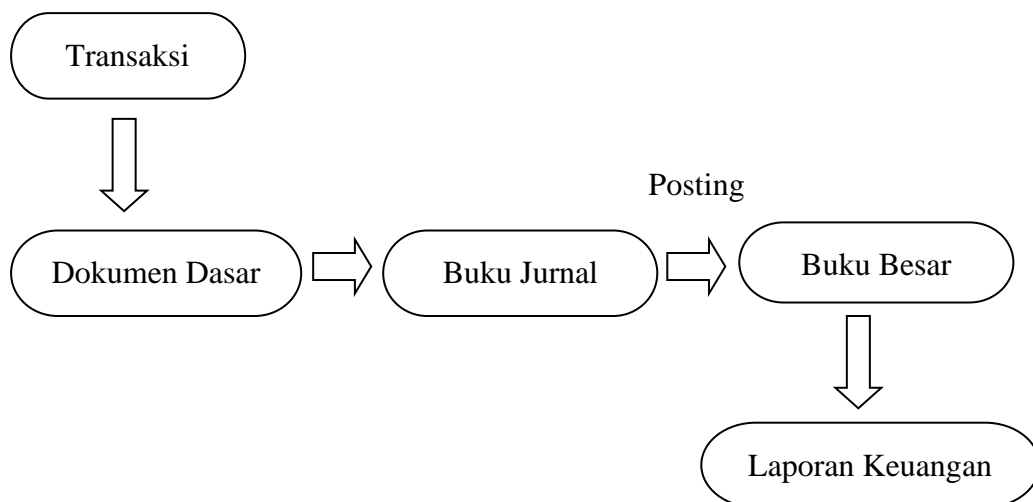 Transaksi
Posting
Dokumen Dasar
Buku Jurnal
Buku Besar
Laporan Keuangan